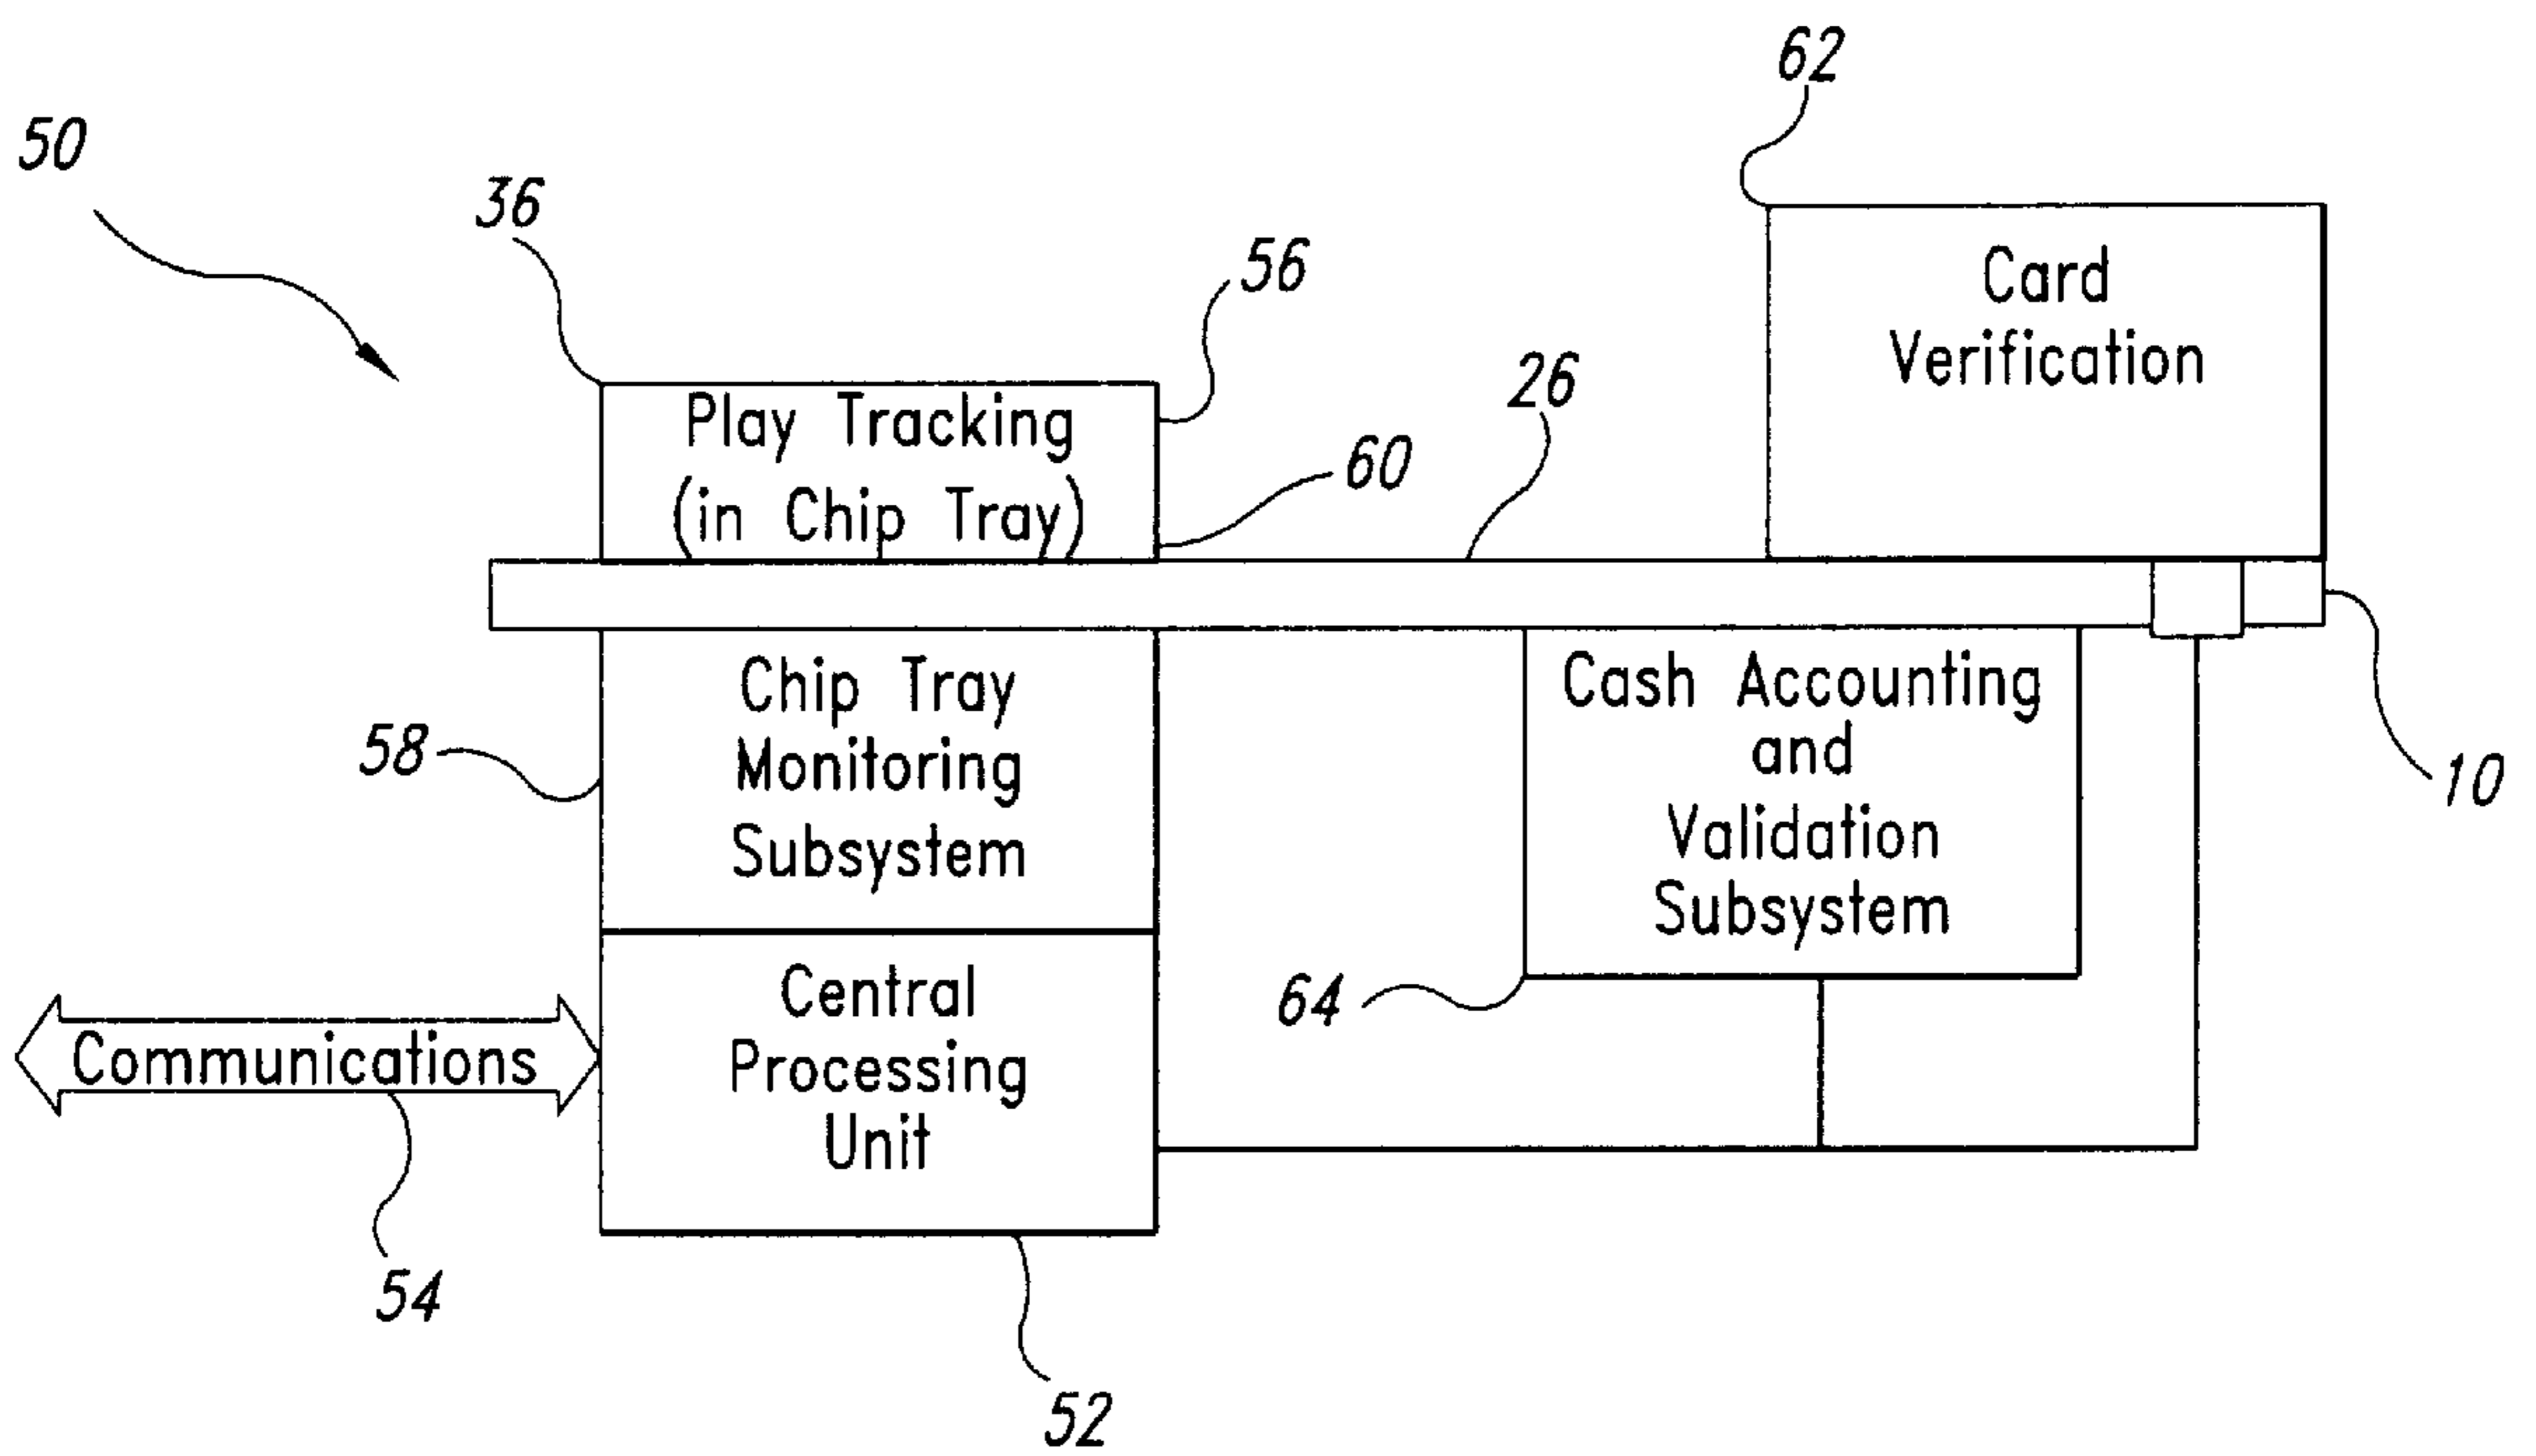 62
50
36
56
Card
Verification
26
Play Tracking
(in Chip Tray)
60
Chip Tray
Monitoring
Subsystem
58
Cash Accounting
and
Validation
Subsystem
10
64
Central
Processing
Unit
Communications
54
52